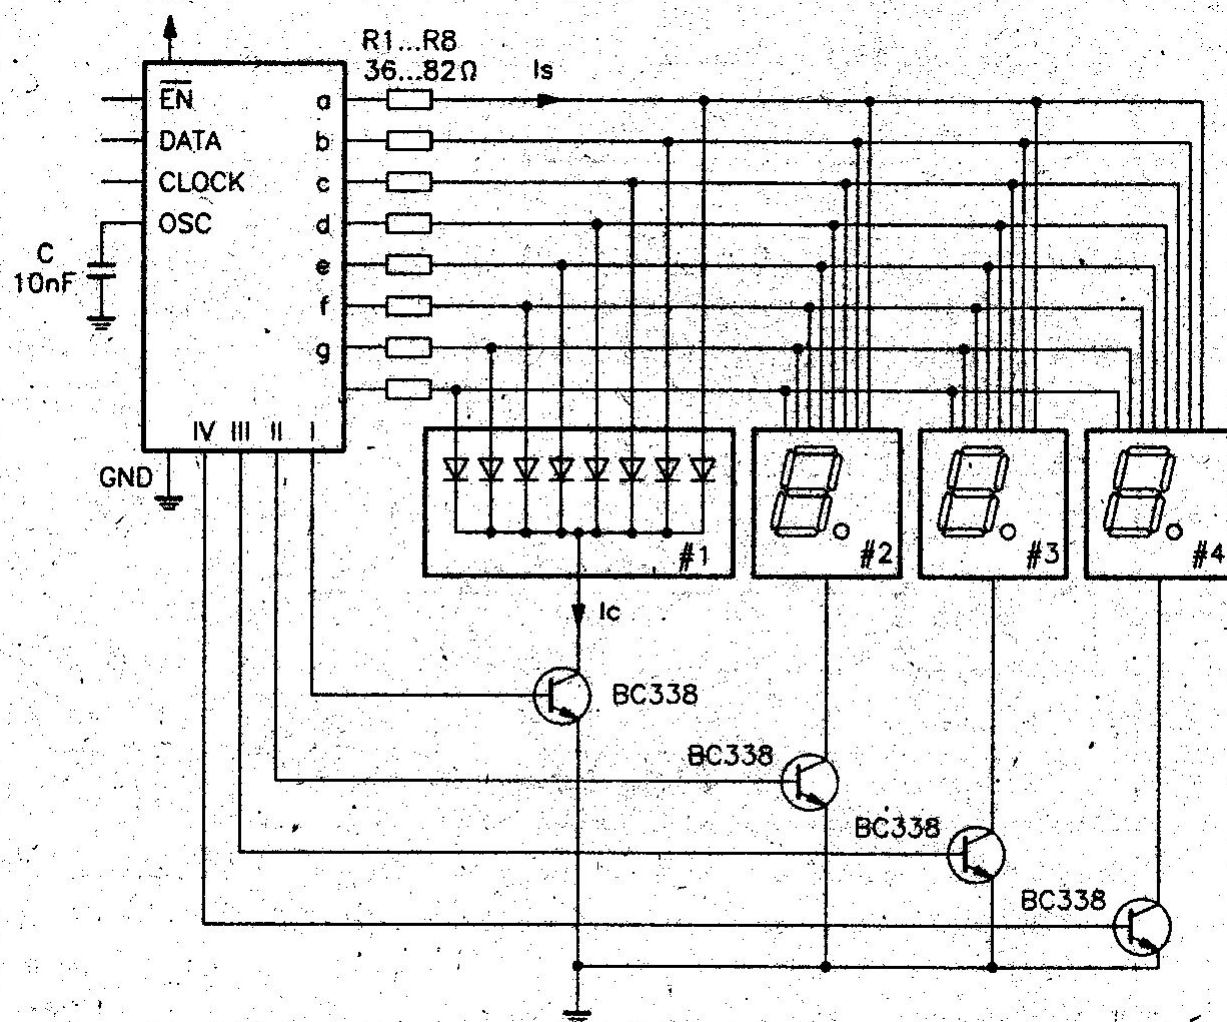 R1...R8
36...82Ω
Is
EN
a
DATA
b
CLOCK
c
OSC
d
C
10nF
e
f
g
IV III II I
GND
#1
#2
#3
#4
Ic
BC338
BC338
BC338
BC338